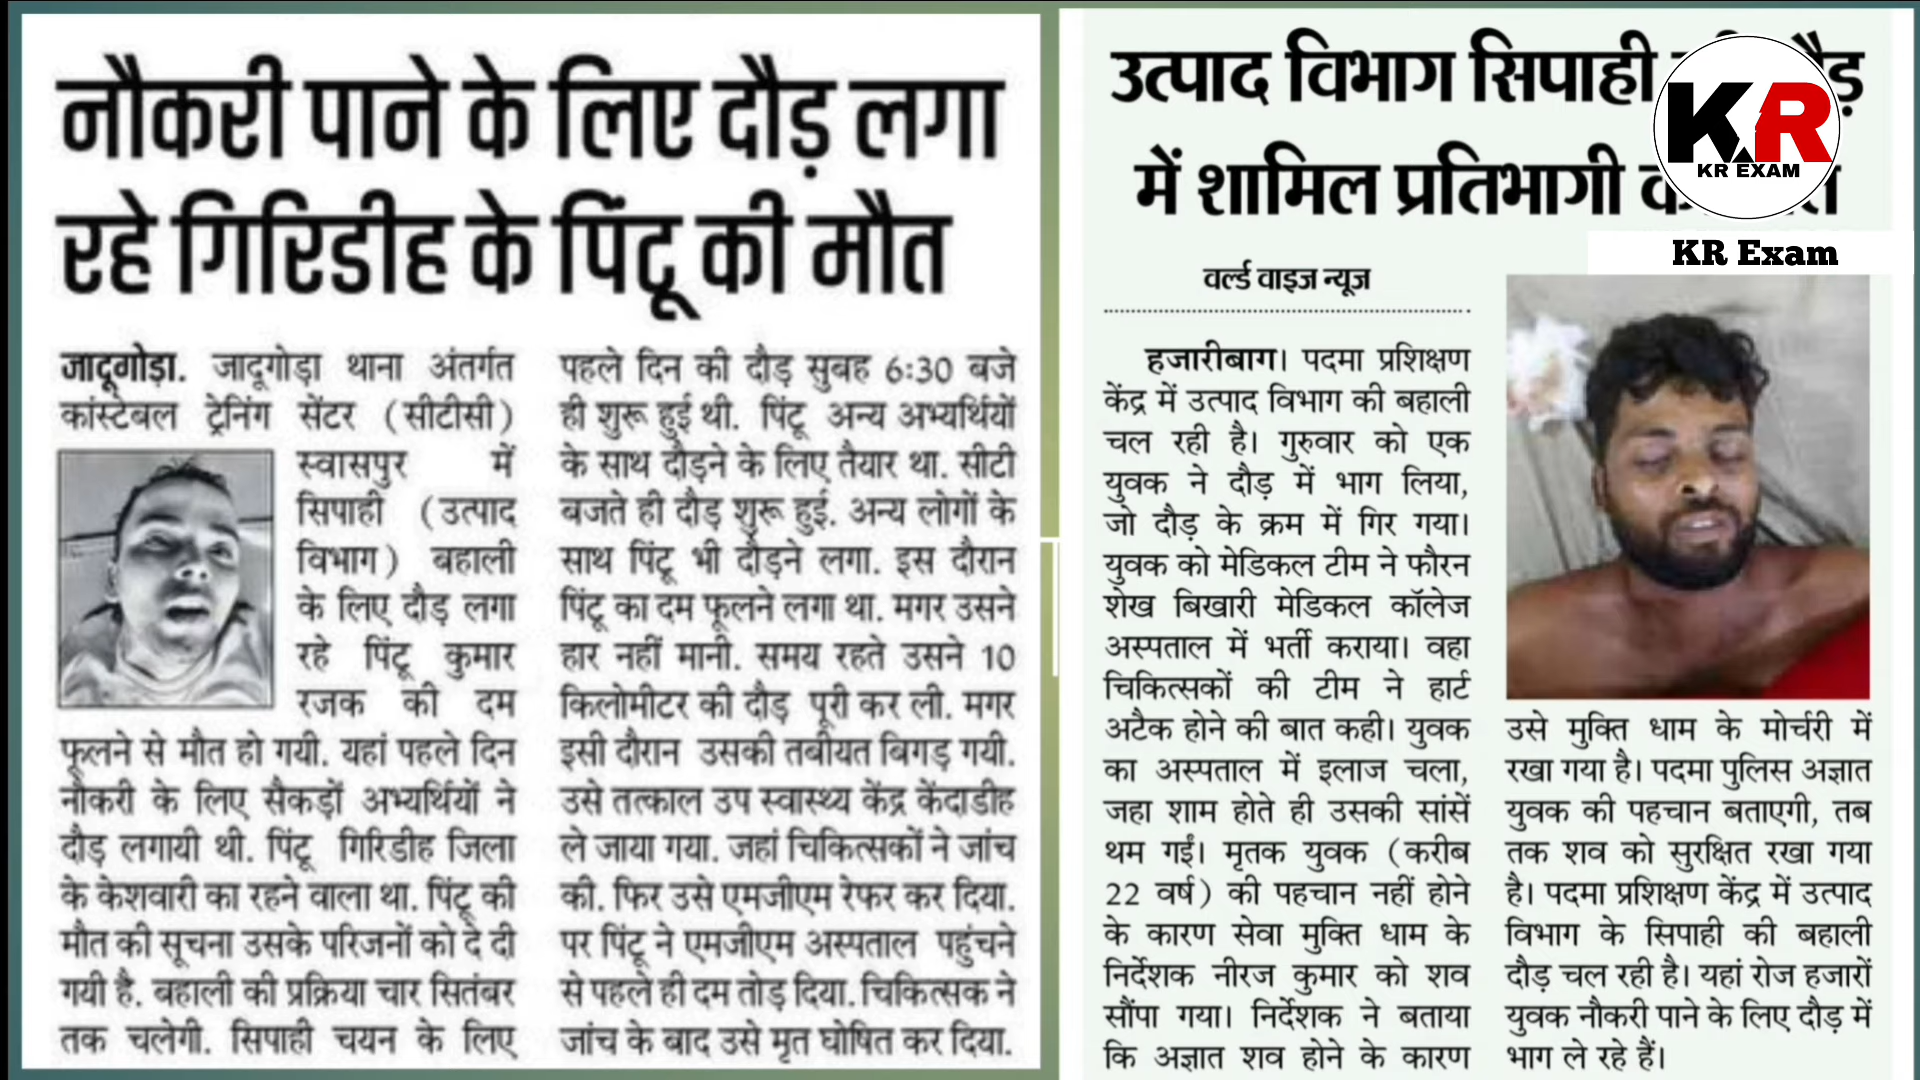 नौकरी पाने के लिए दौड़ लगा
रहे गिरिडीह के पिंटू की मौत
जादूगोड़ा. जादूगोड़ा थाना अंतर्गत
कांस्टेबल ट्रेनिंग सेंटर (सीटीसी)
स्वासपुर में
सिपाही (उत्पाद
विभाग) बहाली
के लिए दौड़ लगा
रहे पिंटू कुमार
रजक की दम
फूलने से मौत हो गयी. यहां पहले दिन
नौकरी के लिए सैकड़ों अभ्यर्थियों ने
दौड़ लगायी थी. पिंटू गिरिडीह जिला
के केशवारी का रहने वाला था. पिंटू की
मौत की सूचना उसके परिजनों को दे दी
गयी है. बहाली की प्रक्रिया चार सितंबर
तक चलेगी. सिपाही चयन के लिए
पहले दिन की दौड़ सुबह 6:30 बजे
ही शुरू हुई थी. पिंटू अन्य अभ्यर्थियों
के साथ दौड़ने के लिए तैयार था. सीटी
बजते ही दौड़ शुरू हुई. अन्य लोगों के
साथ पिंटू भी दौड़ने लगा. इस दौरान
पिंटू का दम फूलने लगा था. मगर उसने
हार नहीं मानी. समय रहते उसने 10
किलोमीटर की दौड़ पूरी कर ली. मगर
इसी दौरान उसकी तबीयत बिगड़ गयी.
उसे तत्काल उप स्वास्थ्य केंद्र केंदाडीह
ले जाया गया. जहां चिकित्सकों ने जांच
की. फिर उसे एमजीएम रेफर कर दिया.
पर पिंटू ने एमजीएम अस्पताल पहुंचने
से पहले ही दम तोड़ दिया. चिकित्सक ने
जांच के बाद उसे मृत घोषित कर दिया.
उत्पाद विभाग सिपाही
में शामिल प्रतिभागी
KR
KR EXAM
KR Exam
वर्ल्ड वाइज न्यूज
हजारीबाग। पदमा प्रशिक्षण
केंद्र में उत्पाद विभाग की बहाली
चल रही है। गुरुवार को एक
युवक ने दौड़ में भाग लिया,
जो दौड़ के क्रम में गिर गया।
युवक को मेडिकल टीम ने फौरन
शेख बिखारी मेडिकल कॉलेज
अस्पताल में भर्ती कराया। वहा
चिकित्सकों की टीम ने हार्ट
अटैक होने की बात कही। युवक
का अस्पताल में इलाज चला,
जहा शाम होते ही उसकी सांसें
थम गईं। मृतक युवक (करीब
22 वर्ष) की पहचान नहीं होने
के कारण सेवा मुक्ति धाम के
निर्देशक नीरज कुमार को शव
सौंपा गया। निर्देशक ने बताया
कि अज्ञात शव होने के कारण
उसे मुक्ति धाम के मोर्चरी में
रखा गया है। पदमा पुलिस अज्ञात
युवक की पहचान बताएगी, तब
तक शव को सुरक्षित रखा गया
है। पदमा प्रशिक्षण केंद्र में उत्पाद
विभाग के सिपाही की बहाली
दौड़ चल रही है। यहां रोज हजारों
युवक नौकरी पाने के लिए दौड़ में
भाग ले रहे हैं।